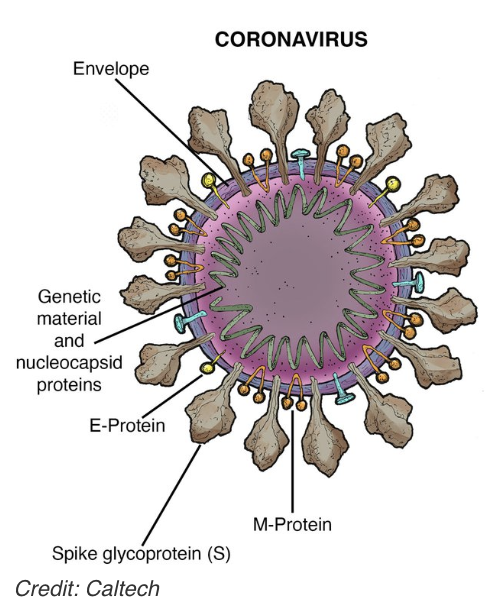 CORONAVIRUS
Envelope
Genetic
material
and
nucleocapsid
proteins
E-Protein
M-Protein
Spike glycoprotein (S)
Credit: Caltech